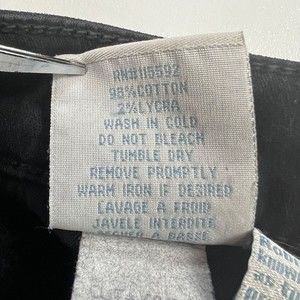 RN#115592
98%COTTON
2%LYCRA
WASH IN COLD
DO NOT BLEACH
TUMBLE DRY
REMOVE PROMPTLY
WARM IRON IF DESIRED
LAVAGE A FROID
JAVELE INTERDITE